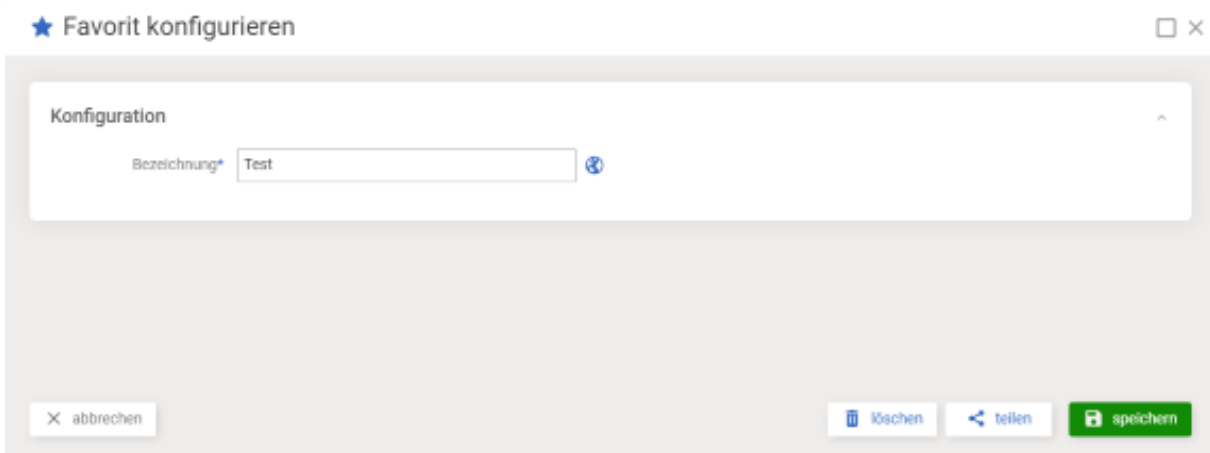 Favorit konfigurieren
Konfiguration
Bezeichnung* Test
abbrechen löschen teilen speichern